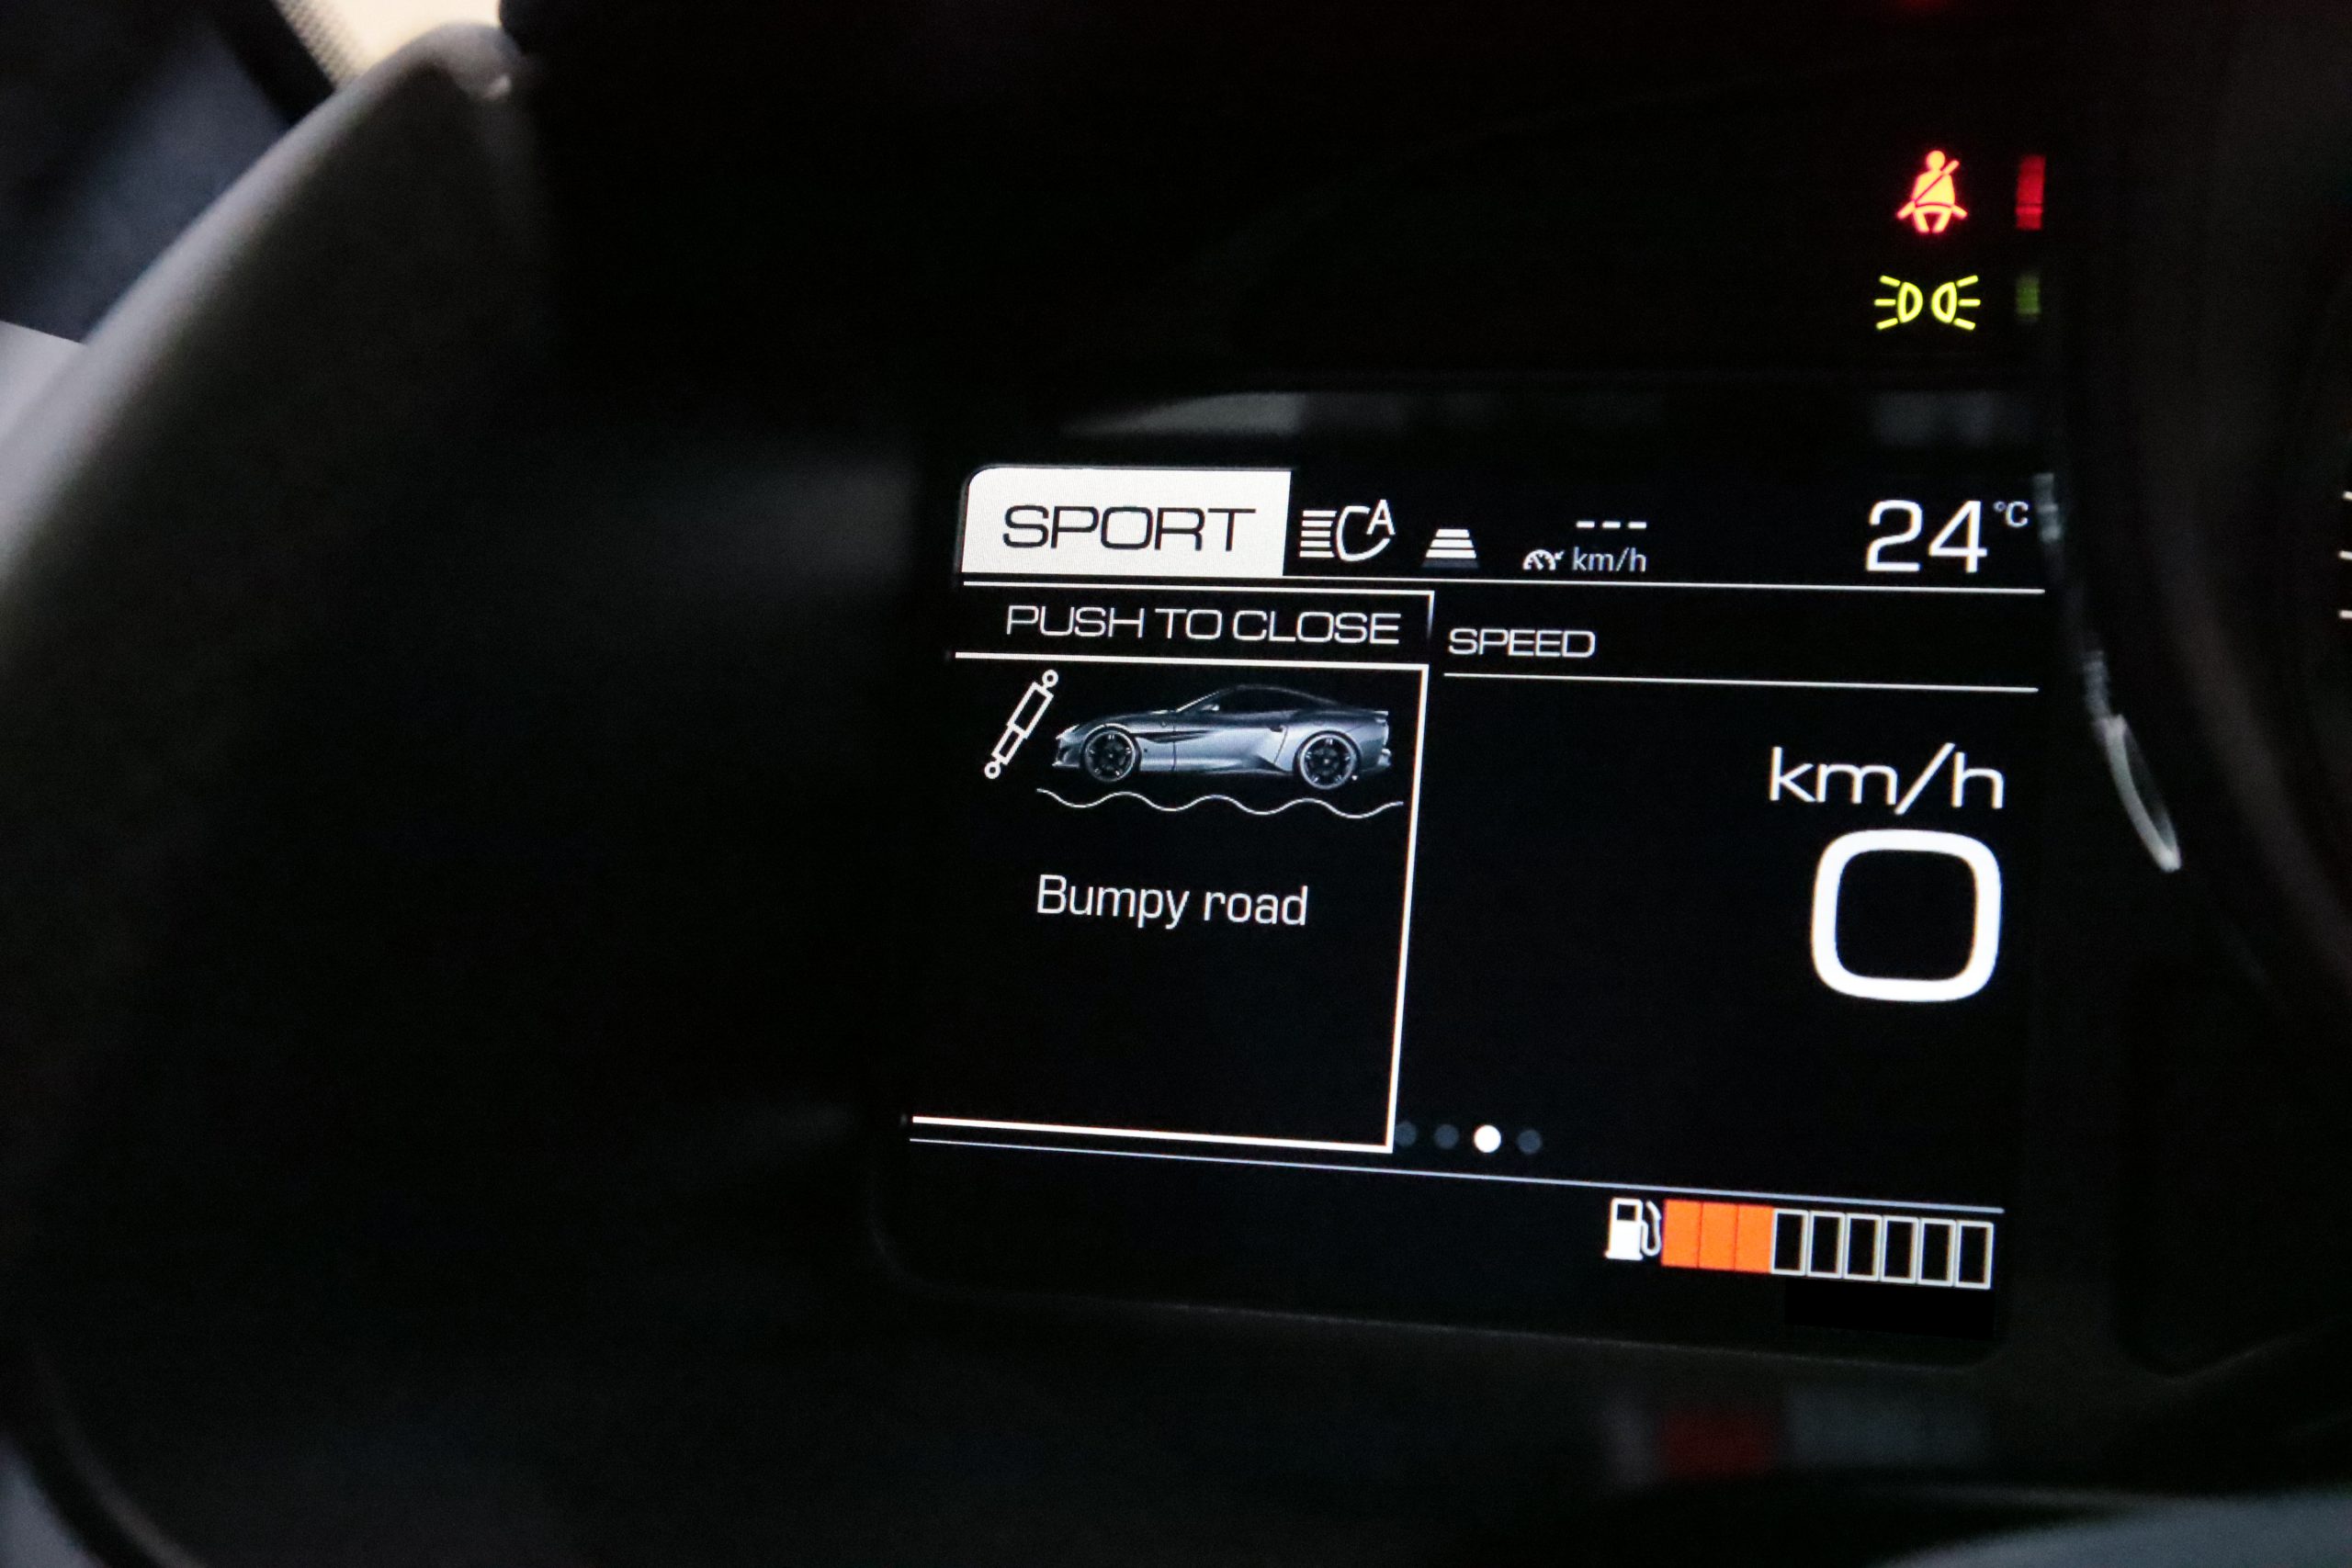 SPORT A --- 24 °C
km/h
PUSH TO CLOSE
SPEED
km/h
0
Bumpy road